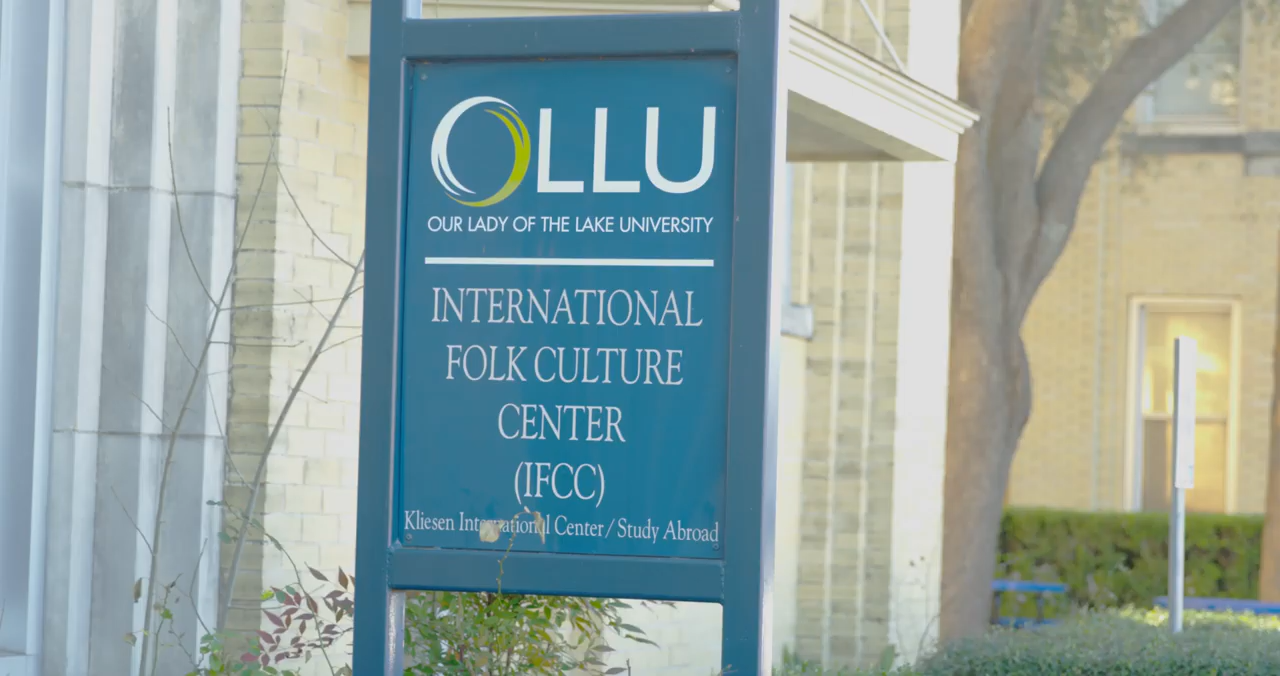 OLLU
OUR LADY OF THE LAKE UNIVERSITY
INTERNATIONAL
FOLK CULTURE
CENTER
(IFCC)
Kliesen International Center / Study Abroad